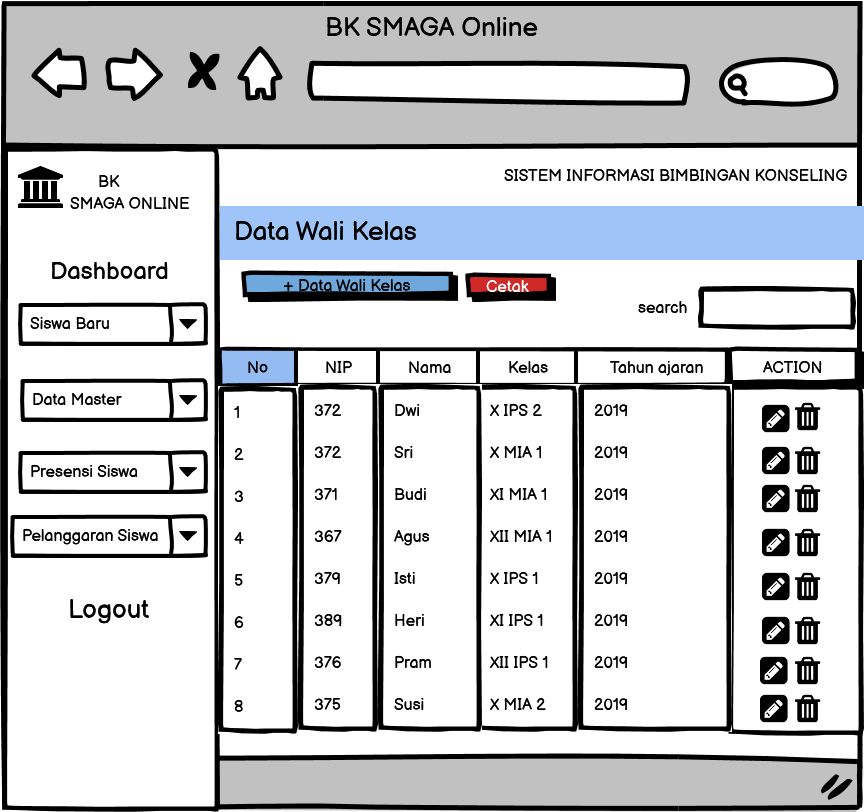 BK SMAGA Online
BK
SMAGA ONLINE
SISTEM INFORMASI BIMBINGAN KONSELING
Data Wali Kelas
Dashboard
Siswa Baru
Data Master
Presensi Siswa
Pelanggaran Siswa
Logout
+ Data Wali Kelas Cetak
search
No NIP Nama Kelas Tahun ajaran ACTION
1 372 Dwi X IPS 2 2019
2 372 Sri X MIA 1 2019
3 371 Budi XI MIA 1 2019
4 367 Agus XII MIA 1 2019
5 379 Isti X IPS 1 2019
6 389 Heri XI IPS 1 2019
7 376 Pram XII IPS 1 2019
8 375 Susi X MIA 2 2019